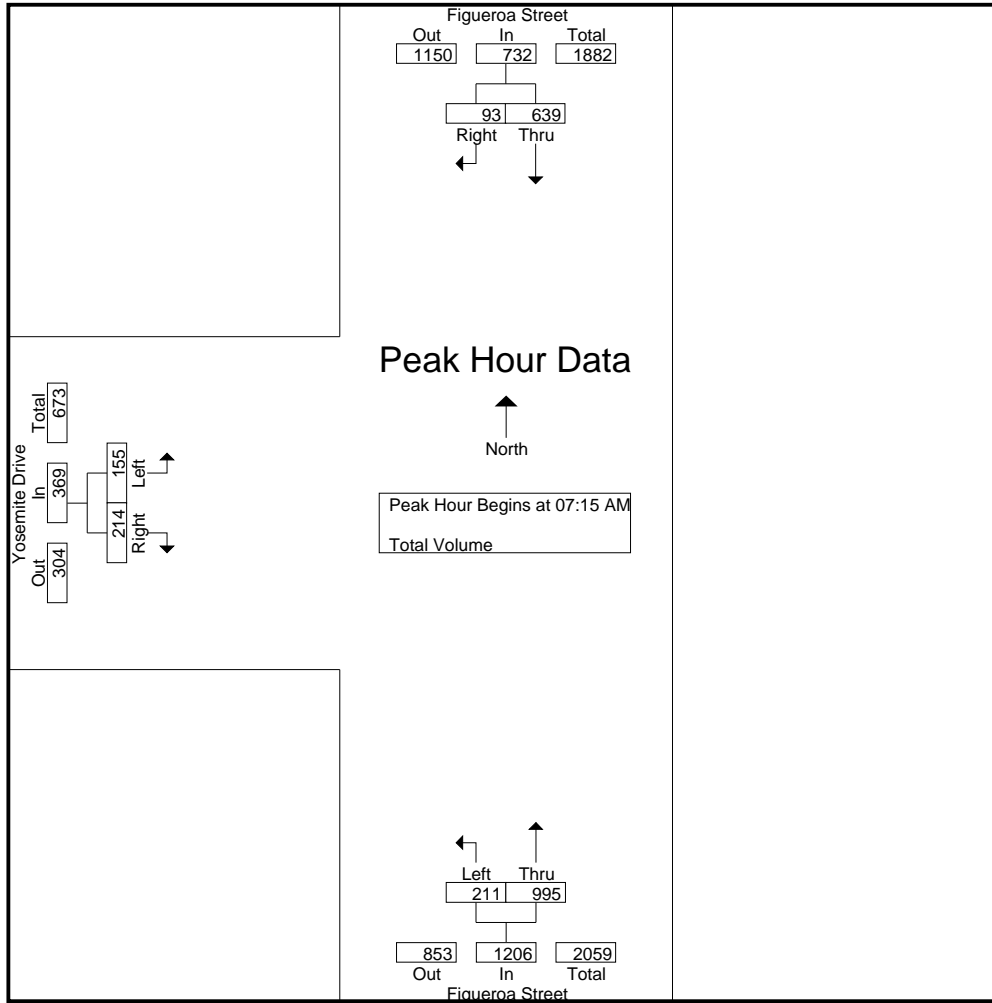 Figueroa Street
Out In Total
1150 732 1882
93 639
Right Thru
Peak Hour Data
North
Peak Hour Begins at 07:15 AM
Total Volume
Yosemite Drive
Out In Total
304 369 673
214 155
Right Left
Left Thru
211 995
853 1206 2059
Out In Total
Figueroa Street